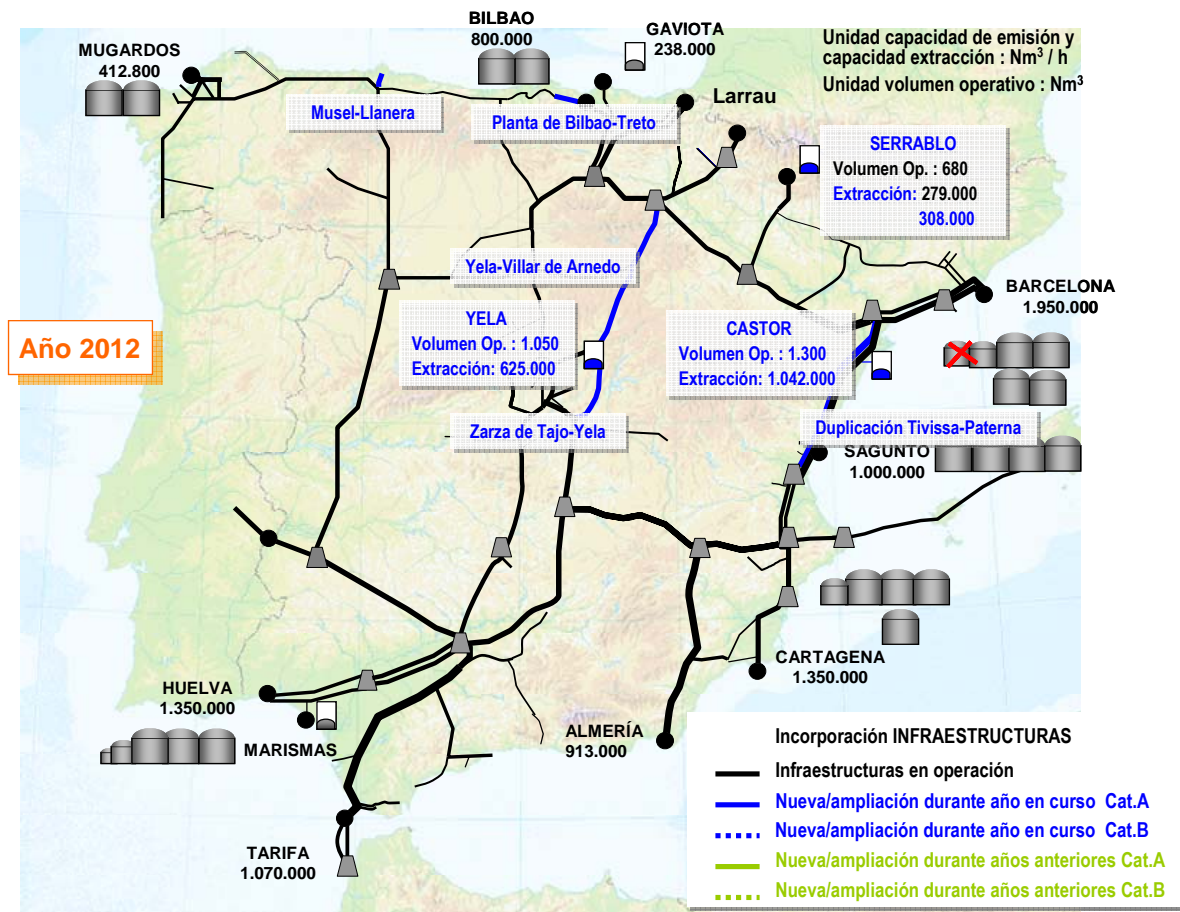 BILBAO
800.000
GAVIOTA
238.000
Unidad capacidad de emisión y
capacidad extracción : Nm³ / h
Unidad volumen operativo : Nm³
MUGARDOS
412.800
Larrau
Musel-Llanera
Planta de Bilbao-Treto
SERRABLO
Volumen Op. : 680
Extracción: 279.000
308.000
Yela-Villar de Arnedo
BARCELONA
1.950.000
Año 2012
YELA
Volumen Op. : 1.050
Extracción: 625.000
CASTOR
Volumen Op. : 1.300
Extracción: 1.042.000
Zarza de Tajo-Yela
Duplicación Tivissa-Paterna
SAGUNTO
1.000.000
CARTAGENA
1.350.000
HUELVA
1.350.000
MARISMAS
ALMERÍA
913.000
TARIFA
1.070.000
Incorporación INFRAESTRUCTURAS
Infraestructuras en operación
Nueva/ampliación durante año en curso Cat.A
Nueva/ampliación durante año en curso Cat.B
Nueva/ampliación durante años anteriores Cat.A
Nueva/ampliación durante años anteriores Cat.B